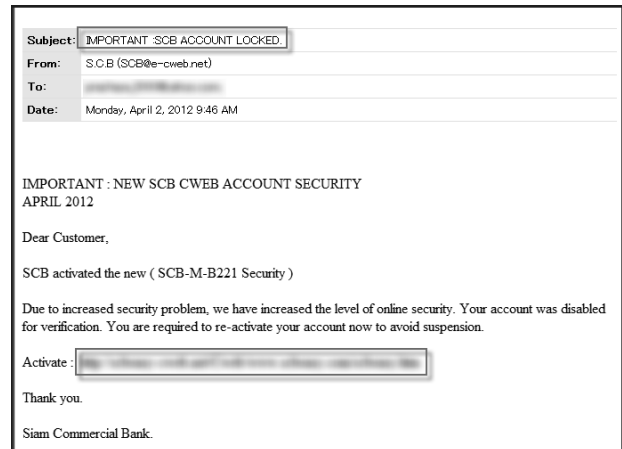 Subject: IMPORTANT :SCB ACCOUNT LOCKED.
From: S.C.B (SCB@e-cweb.net)
To:
Date: Monday, April 2, 2012 9:46 AM
IMPORTANT : NEW SCB CWEB ACCOUNT SECURITY
APRIL 2012
Dear Customer,
SCB activated the new ( SCB-M-B221 Security )
Due to increased security problem, we have increased the level of online security. Your account was disabled
for verification. You are required to re-activate your account now to avoid suspension.
Activate :
Thank you.
Siam Commercial Bank.